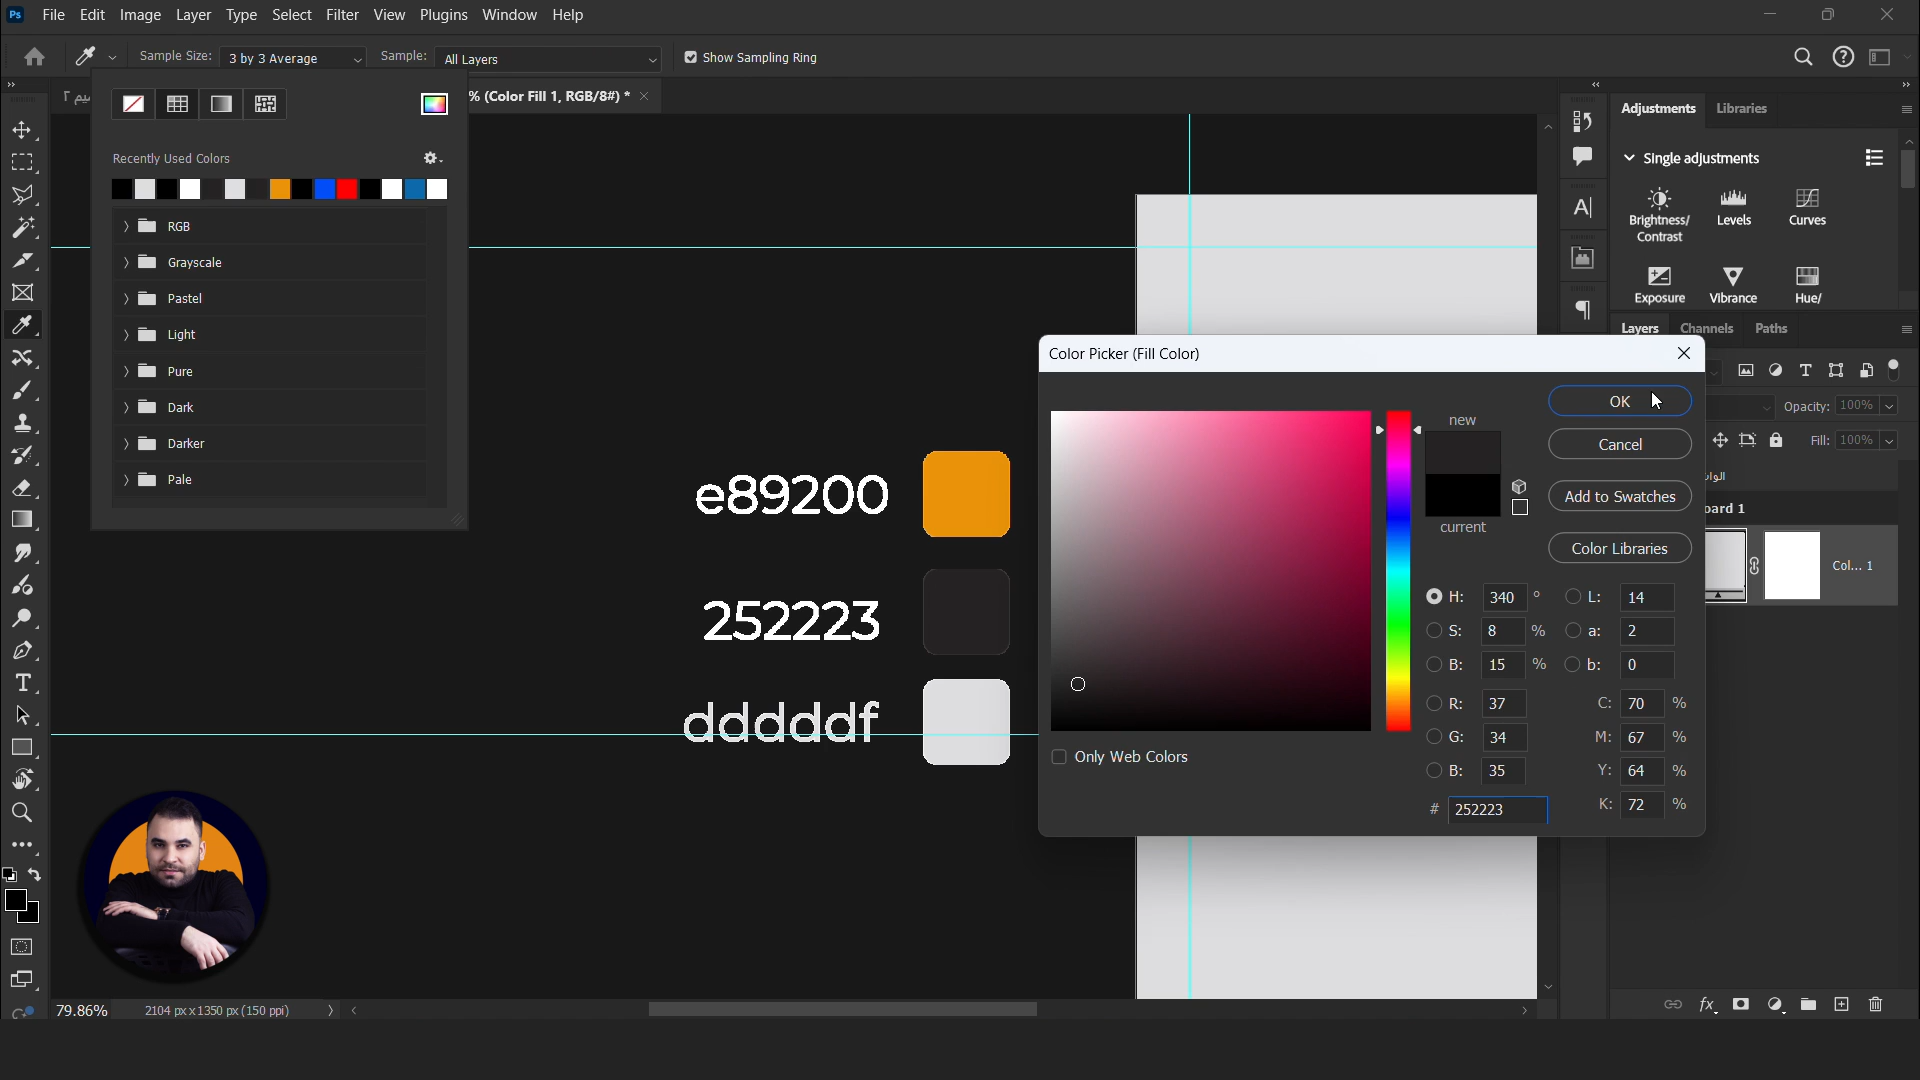 Ps File Edit Image Layer Type Select Filter View Plugins Window Help
Sample Size: 3 by 3 Average Sample: All Layers Show Sampling Ring
% (Color Fill 1, RGB/8#) *
Recently Used Colors
RGB
Grayscale
Pastel
Light
Pure
Dark
Darker
Pale
e89200
252223
dddddf
Adjustments Libraries
Single adjustments
Brightness/
Contrast
Levels
Curves
Exposure
Vibrance
Hue/
Layers Channels Paths
Opacity: 100%
Fill: 100%
oard 1
Col... 1
Color Picker (Fill Color)
new
current
OK
Cancel
Add to Swatches
Color Libraries
H: 340 ° L: 14
S: 8 % a: 2
B: 15 % b: 0
R: 37 C: 70 %
G: 34 M: 67 %
B: 35 Y: 64 %
# 252223 K: 72 %
Only Web Colors
79.86% 2104 px x 1350 px (150 ppi)